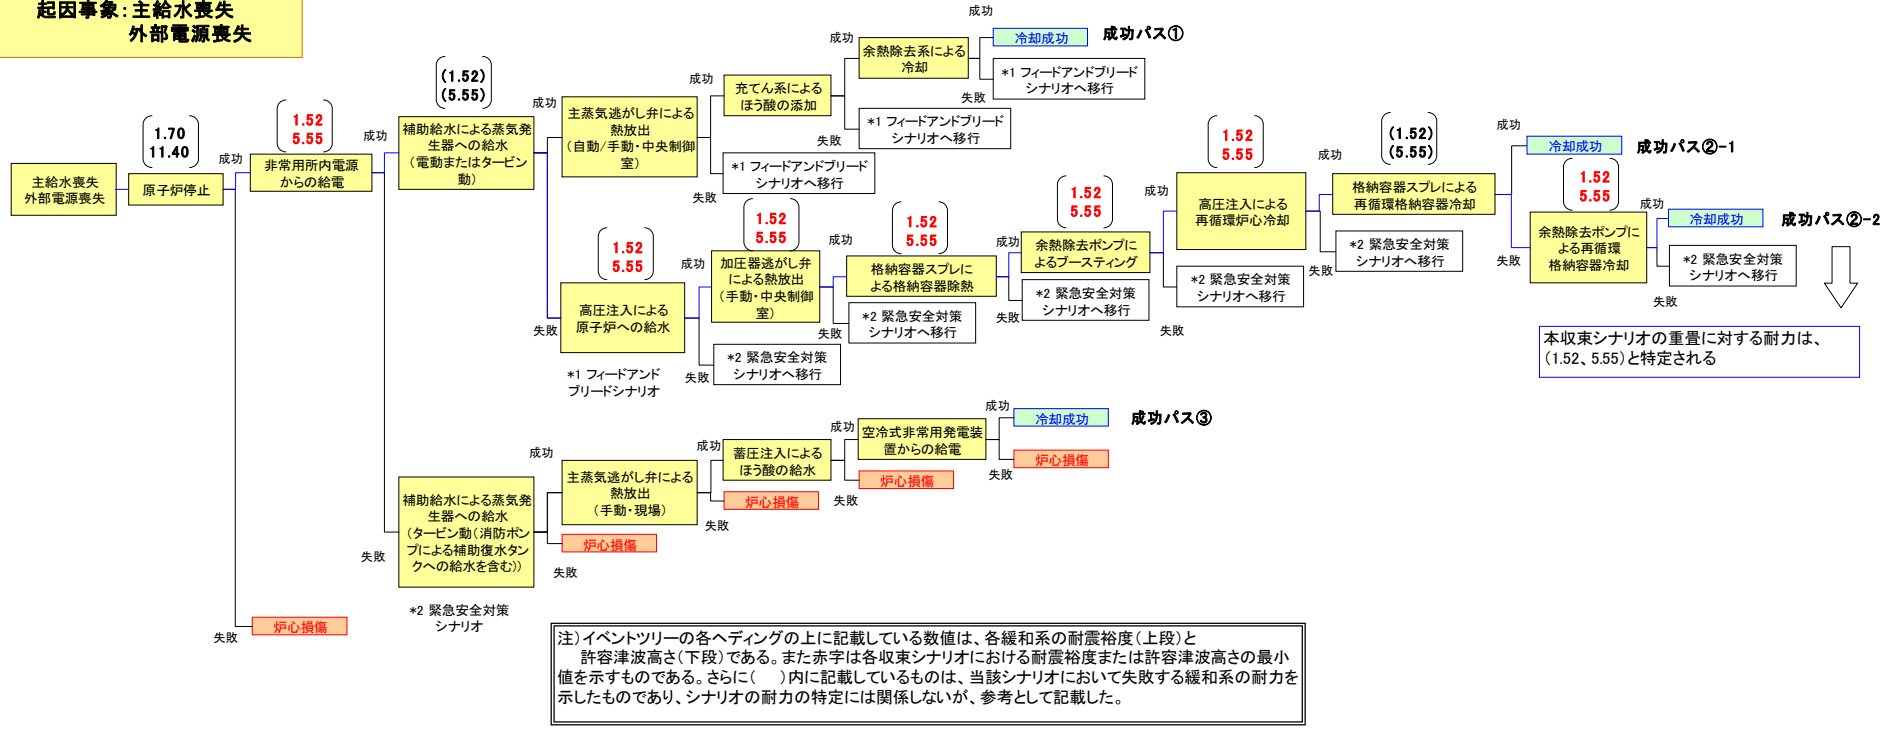 起因事象:主給水喪失
外部電源喪失
主給水喪失
外部電源喪失
1.70
11.40
原子炉停止
成功
失敗
炉心損傷
1.52
5.55
非常用所内電源
からの給電
成功
失敗
(1.52)
(5.55)
補助給水による蒸気発
生器への給水
(電動またはタービン
動)
成功
失敗
主蒸気逃がし弁による
熱放出
(自動/手動・中央制御
室)
成功
失敗
*1 フィードアンドブリード
シナリオへ移行
充てん系による
ほう酸の添加
成功
失敗
*1 フィードアンドブリード
シナリオへ移行
余熱除去系による
冷却
成功
失敗
冷却成功
成功パス①
*1 フィードアンドブリード
シナリオへ移行
1.52
5.55
高圧注入による
原子炉への給水
*1 フィードアンド
ブリードシナリオ
成功
失敗
*2 緊急安全対策
シナリオへ移行
1.52
5.55
加圧器逃がし弁
による熱放出
(手動・中央制御
室)
成功
失敗
*2 緊急安全対策
シナリオへ移行
1.52
5.55
格納容器スプレに
よる格納容器除熱
成功
失敗
*2 緊急安全対策
シナリオへ移行
1.52
5.55
余熱除去ポンプに
よるブースティング
成功
失敗
*2 緊急安全対策
シナリオへ移行
1.52
5.55
高圧注入による
再循環炉心冷却
成功
失敗
*2 緊急安全対策
シナリオへ移行
(1.52)
(5.55)
格納容器スプレによる
再循環格納容器冷却
成功
失敗
冷却成功
成功パス②-1
1.52
5.55
余熱除去ポンプに
よる再循環
格納容器冷却
成功
失敗
冷却成功
成功パス②-2
*2 緊急安全対策
シナリオへ移行
本収束シナリオの重畳に対する耐力は、
(1.52、5.55)と特定される
補助給水による蒸気発
生器への給水
(タービン動(消防ポン
プによる補助復水タン
クへの給水を含む))
*2 緊急安全対策
シナリオ
成功
失敗
炉心損傷
主蒸気逃がし弁による
熱放出
(手動・現場)
成功
失敗
炉心損傷
蓄圧注入による
ほう酸の給水
成功
失敗
炉心損傷
空冷式非常用発電装
置からの給電
成功
失敗
冷却成功
成功パス③
炉心損傷
注)イベントツリーの各ヘディングの上に記載している数値は、各緩和系の耐震裕度(上段)と
許容津波高さ(下段)である。また赤字は各収束シナリオにおける耐震裕度または許容津波高さの最小
値を示すものである。さらに( )内に記載しているものは、当該シナリオにおいて失敗する緩和系の耐力を
示したものであり、シナリオの耐力の特定には関係しないが、参考として記載した。